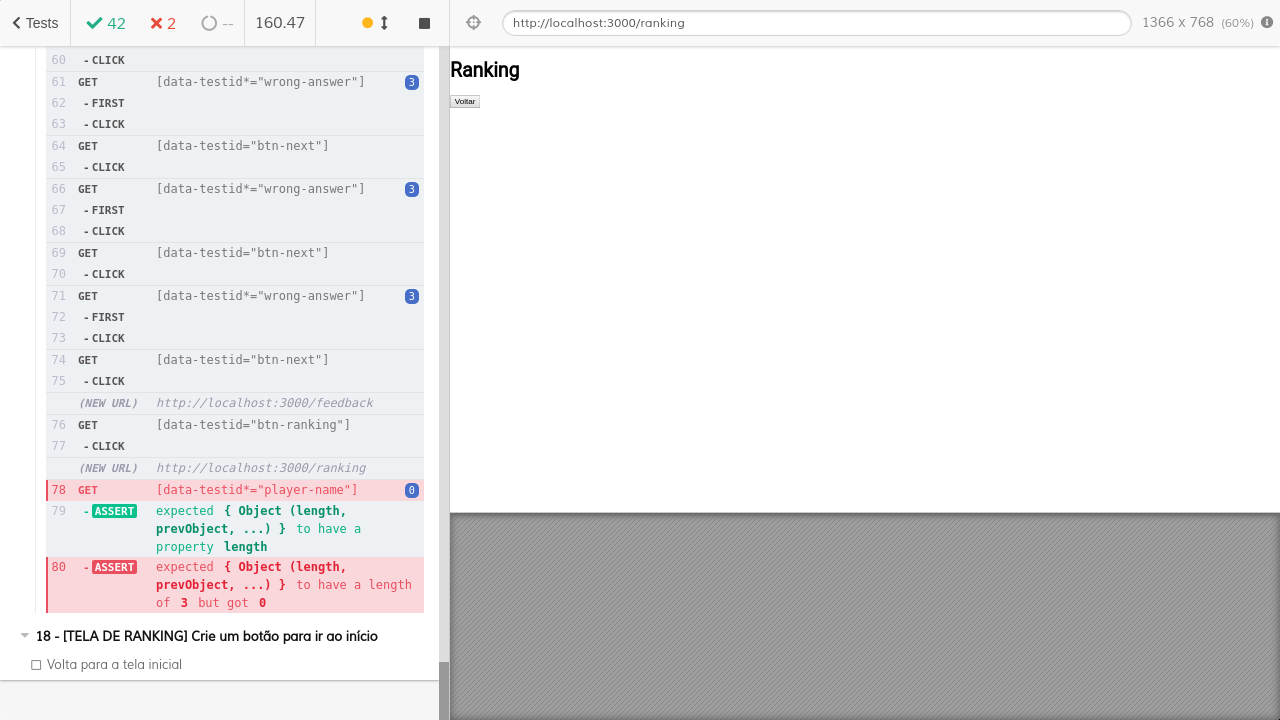 Tests 42 2 -- 160.47
http://localhost:3000/ranking 1366 x 768 (60%)
60 - CLICK
61 GET [data-testid*="wrong-answer"] 3
62 - FIRST
63 - CLICK
64 GET [data-testid="btn-next"]
65 - CLICK
66 GET [data-testid*="wrong-answer"] 3
67 - FIRST
68 - CLICK
69 GET [data-testid="btn-next"]
70 - CLICK
71 GET [data-testid*="wrong-answer"] 3
72 - FIRST
73 - CLICK
74 GET [data-testid="btn-next"]
75 - CLICK
(NEW URL) http://localhost:3000/feedback
76 GET [data-testid="btn-ranking"]
77 - CLICK
(NEW URL) http://localhost:3000/ranking
78 GET [data-testid*="player-name"] 0
79 - ASSERT expected { Object (length,
prevObject, ...) } to have a
property length
80 - ASSERT expected { Object (length,
prevObject, ...) } to have a length
of 3 but got 0
18 - [TELA DE RANKING] Crie um botão para ir ao início
Volta para a tela inicial
Ranking
Voltar